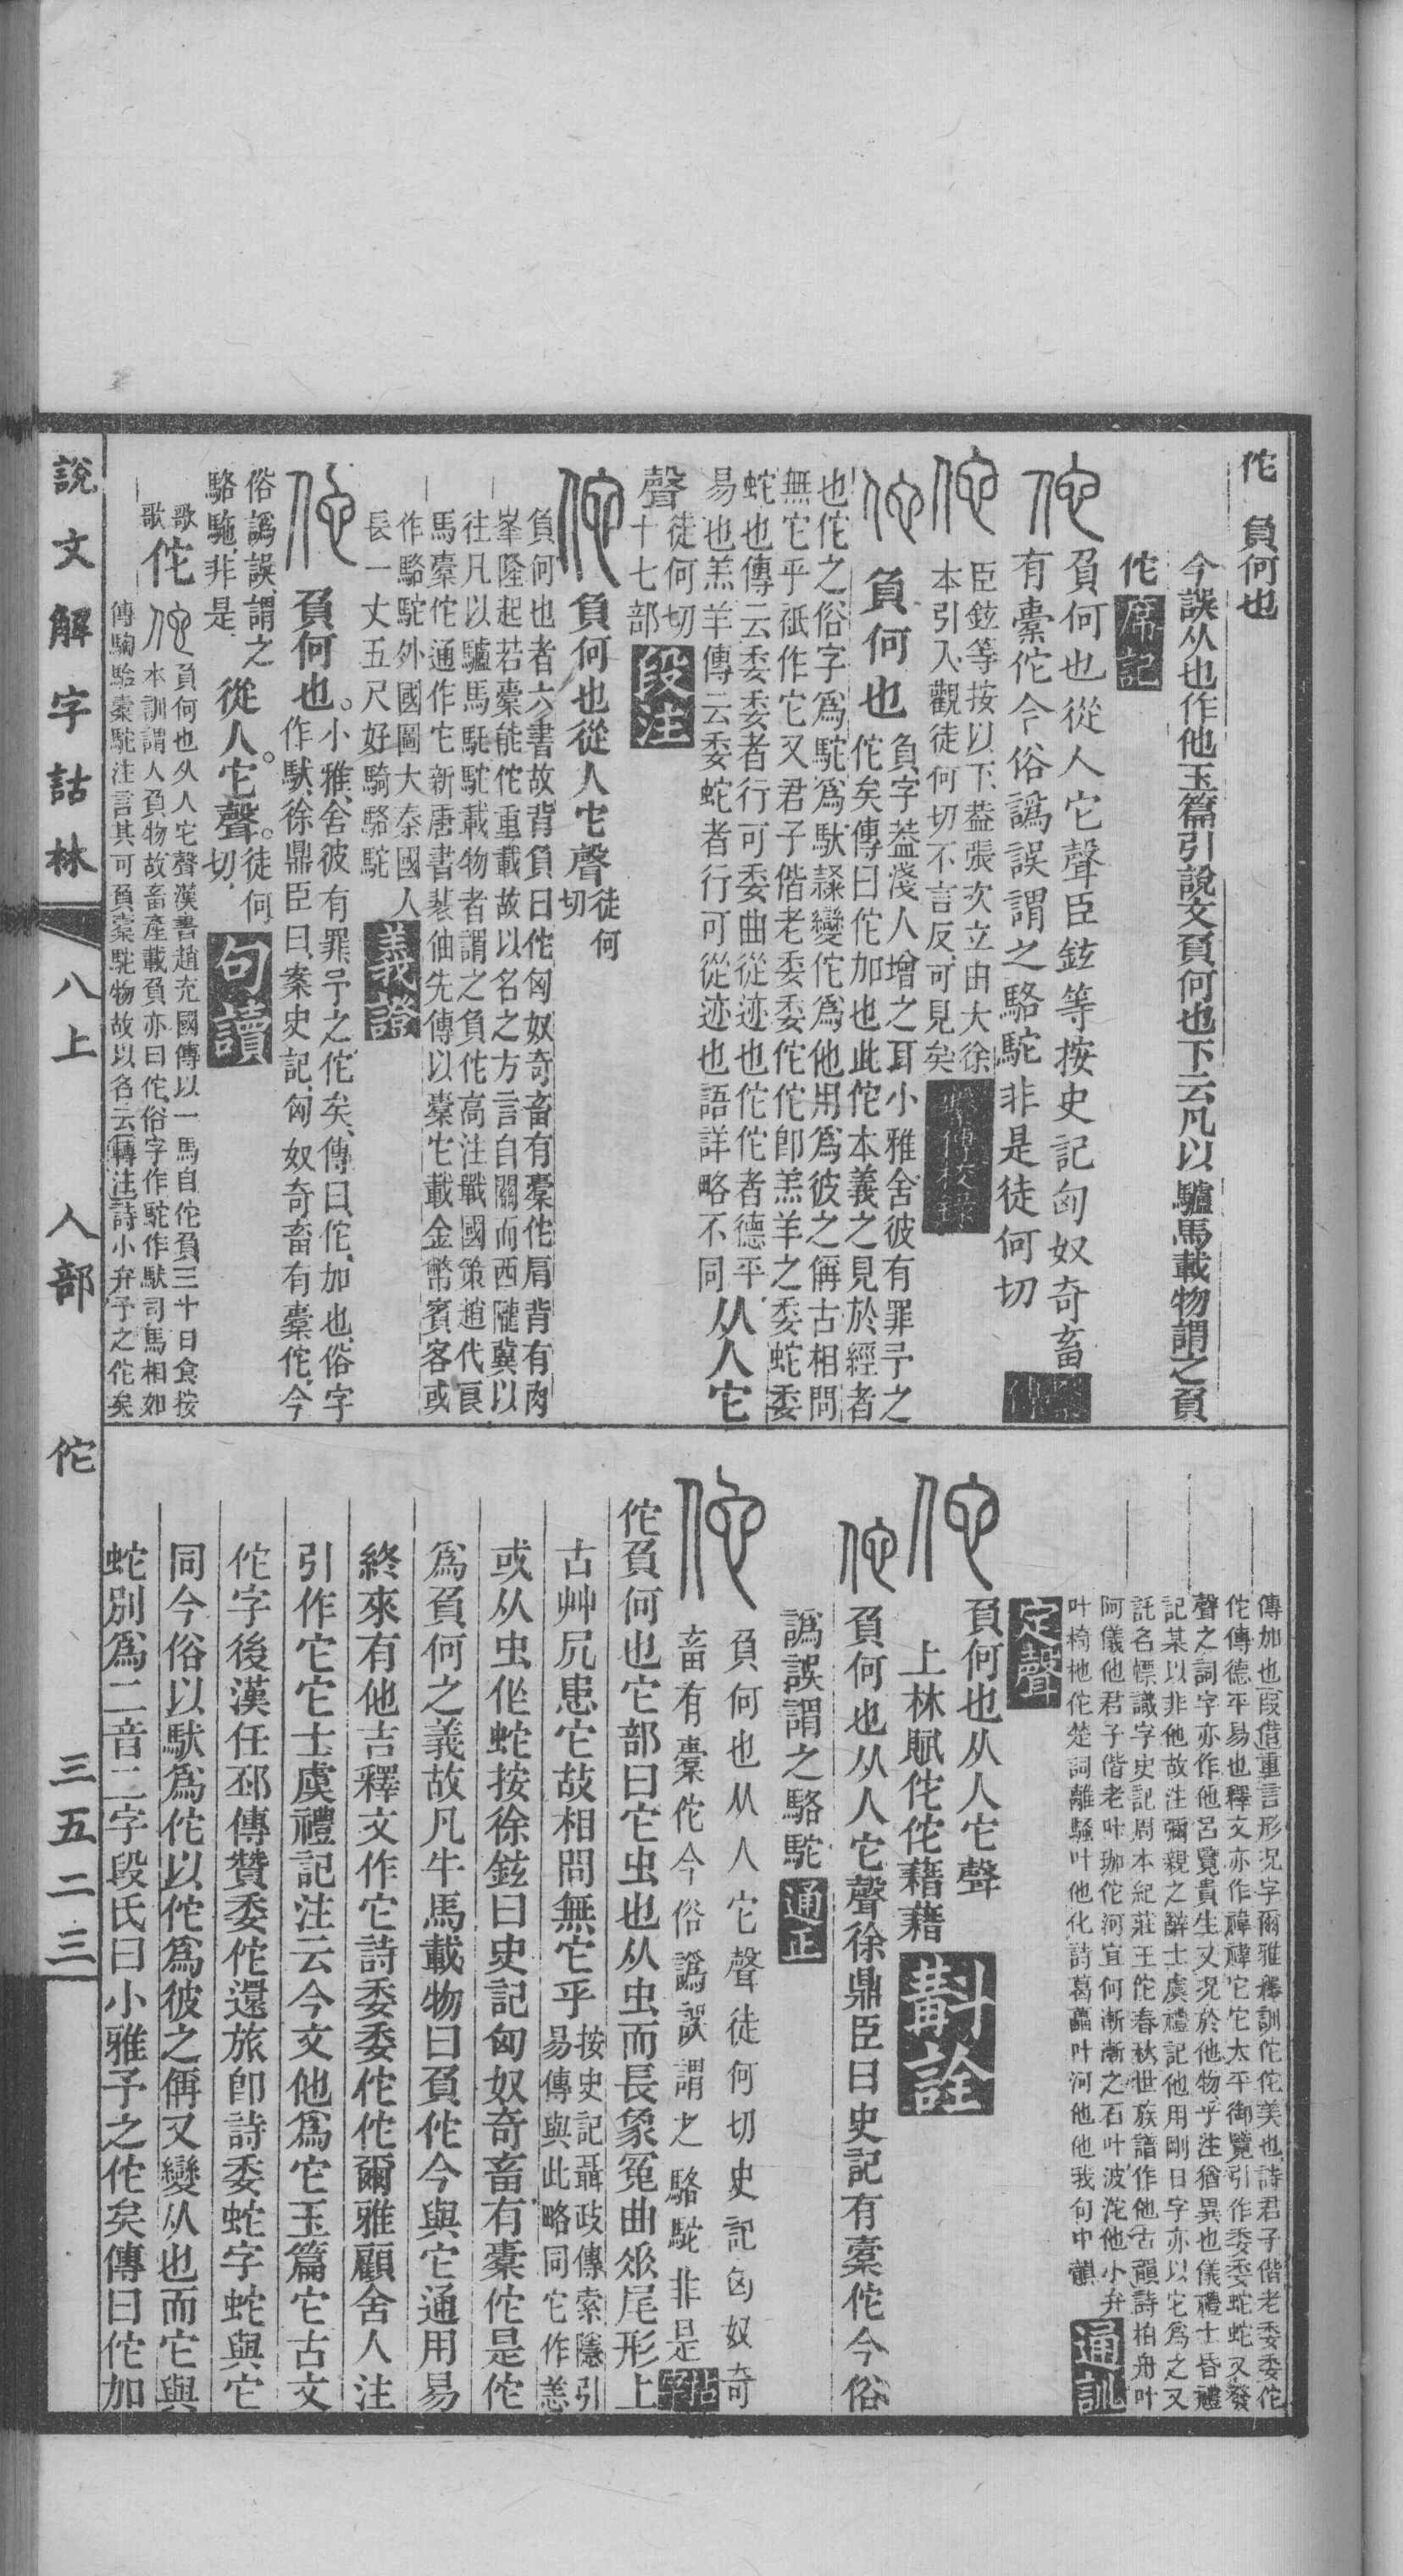 佗　負何也
今誤从也作他玉篇引說文負何也下云凡以驢馬載物謂之負
佗　席記
負何也從人它聲臣鉉等按史記匈奴奇畜
有橐佗今俗譌誤謂之駱駝非是徒何切
臣鉉等按以下葢張次立由大徐
本引入觀徒何切不言反可見矣
負何也
負字葢淺人增之耳小雅舍彼有罪予之
佗矣傳曰佗加也此佗本義之見於經者
也佗之俗字爲駝爲馱隸變佗爲他用爲彼之偁古相問
無它乎祇作它又君子偕老委委佗佗卽羔羊之委蛇委
蛇也傳云委委者行可委曲從迹也佗佗者德平
易也羔羊傳云委蛇者行可從迹也語詳略不同
从人它
聲
徒何切
十七部
段注
負何也從人它聲
徒何
切
負何也者六書故背負曰佗匈奴奇畜有橐佗肩背有肉
峯隆起若橐能佗重載故以名之方言自關而西隴冀以
往凡以驢馬馲駝載物者謂之負佗高注戰國策趙代良
馬橐佗通作它新唐書裴伷先傳以橐它載金幣賓客或
作駱駝外國圖大秦國人
長一丈五尺好騎駱駝
義證
負何也。
小雅、舍彼有罪予之佗矣、傳曰、佗、加也、俗字
作馱、徐鼎臣曰、案史記、匈奴奇畜有橐佗、今
俗譌誤、謂之
駱駞、非是、
從人。它聲。
徒何
切、
句讀
歌歌　佗
負何也从人它聲漢書趙充國傳以一馬自佗負三十日食按
本訓謂人負物故畜產載負亦曰佗俗字作駝作馱司馬相如
傳騊駼橐駝注言其可負橐駝物故以名云轉注詩小弁予之佗矣
傳加也叚借重言形況字爾雅釋訓佗佗美也詩君子偕老委委佗
佗傳德平易也釋文亦作褘褘它它太平御覽引作委委蛇蛇又發
聲之詞字亦作他呂覽貴生又況於他物乎注猶異也儀禮士昏禮
記某以非他故注彌親之辭士虞禮記他用剛日字亦以它爲之又
託名幖識字史記周本紀莊王佗春秋世族譜作他古韻詩柏舟叶
阿儀他君子偕老叶珈佗河宜何漸漸之石叶波沱他小弁
叶椅杝佗楚詞離騷叶他化詩葛藟叶河他他我句中韻
通訓
定聲
負何也从人它聲
上林賦佗佗藉藉
斠詮
負何也从人它聲徐鼎臣曰史記有橐佗今俗
譌誤謂之駱駝　通正
負何也从人它聲徒何切史記匈奴奇
畜有橐佗今俗譌誤謂之駱駝非是
佗負何也它部曰它虫也从虫而長象冤曲𠂹尾形上
古艸凥患它故相問無它乎
按史記聶政傳索隱引
易傳與此略同它作恙
或从虫作蛇按徐鉉曰史記匈奴奇畜有橐佗是佗
爲負何之義故凡牛馬載物曰負佗今與它通用易
終來有他吉釋文作它詩委委佗佗爾雅顧舍人注
引作它它士虞禮記注云今文他爲它玉篇它古文
佗字後漢任邳傳贊委佗還旅卽詩委蛇字蛇與它
同今俗以馱爲佗以佗爲彼之偁又變从也而它與
蛇別爲二音二字段氏曰小雅予之佗矣傳曰佗加
說文解字詁林　八上　人部　佗　三五二三